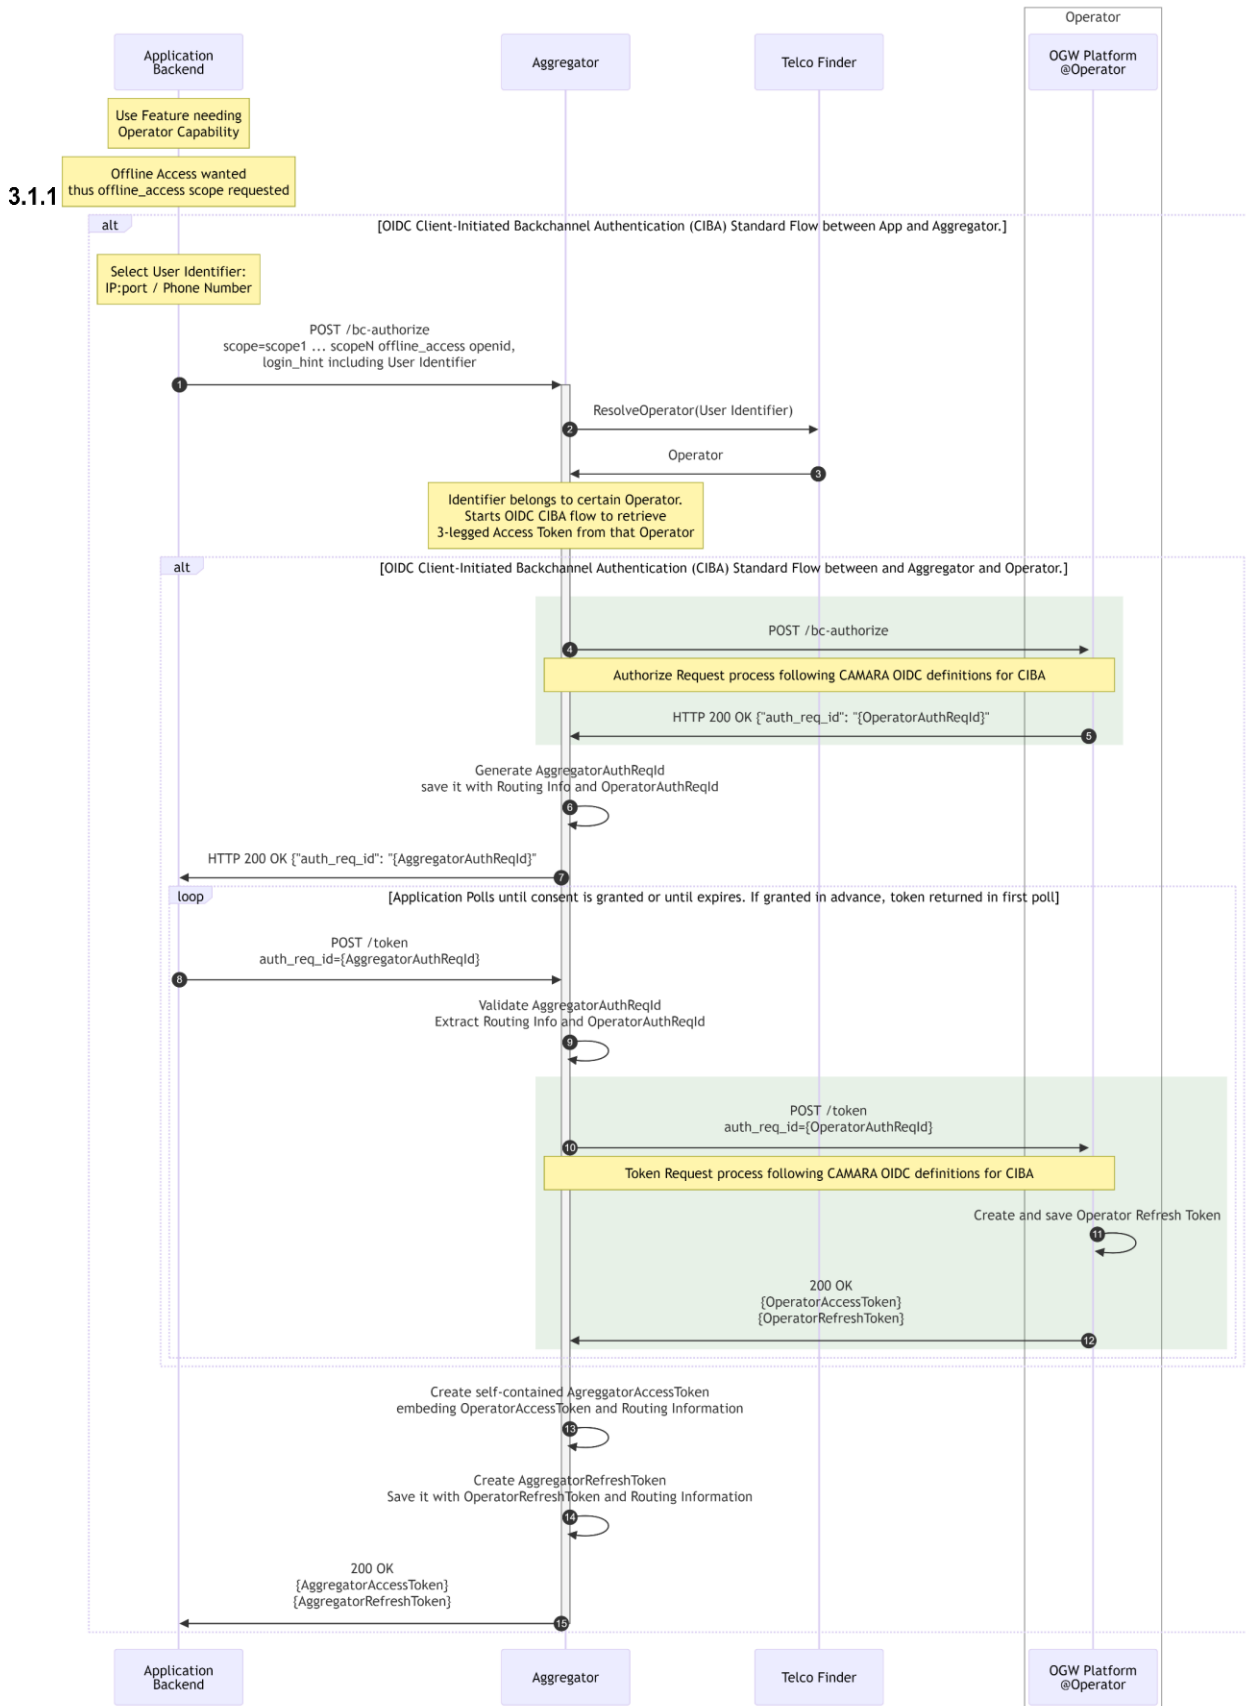 Operator
Application
Backend
Aggregator
Telco Finder
OGW Platform
@Operator
Use Feature needing
Operator Capability
Offline Access wanted
thus offline_access scope requested
3.1.1
alt
[OIDC Client-Initiated Backchannel Authentication (CIBA) Standard Flow between App and Aggregator.]
Select User Identifier:
IP:port / Phone Number
POST /bc-authorize
scope=scope1 ... scopeN offline_access openid,
login_hint including User Identifier
1
ResolveOperator(User Identifier)
2
Operator
3
Identifier belongs to certain Operator.
Starts OIDC CIBA flow to retrieve
3-legged Access Token from that Operator
alt
[OIDC Client-Initiated Backchannel Authentication (CIBA) Standard Flow between and Aggregator and Operator.]
POST /bc-authorize
4
Authorize Request process following CAMARA OIDC definitions for CIBA
HTTP 200 OK {"auth_req_id": "{OperatorAuthReqId}"
5
Generate AggregatorAuthReqId
save it with Routing Info and OperatorAuthReqId
6
HTTP 200 OK {"auth_req_id": "{AggregatorAuthReqId}"
7
loop
[Application Polls until consent is granted or until expires. If granted in advance, token returned in first poll]
POST /token
auth_req_id={AggregatorAuthReqId}
8
Validate AggregatorAuthReqId
Extract Routing Info and OperatorAuthReqId
9
POST /token
auth_req_id={OperatorAuthReqId}
10
Token Request process following CAMARA OIDC definitions for CIBA
Create and save Operator Refresh Token
11
200 OK
{OperatorAccessToken}
{OperatorRefreshToken}
12
Create self-contained AgreggatorAccessToken
embeding OperatorAccessToken and Routing Information
13
Create AggregatorRefreshToken
Save it with OperatorRefreshToken and Routing Information
14
200 OK
{AggregatorAccessToken}
{AggregatorRefreshToken}
15
Application
Backend
Aggregator
Telco Finder
OGW Platform
@Operator